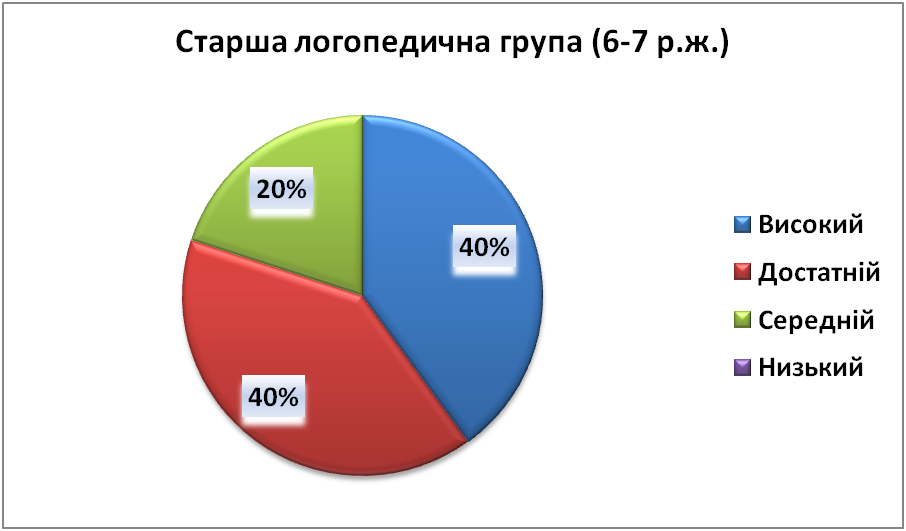 Старша логопедична група (6-7 р.ж.)
20%
40%
40%
Високий
Достатній
Середній
Низький